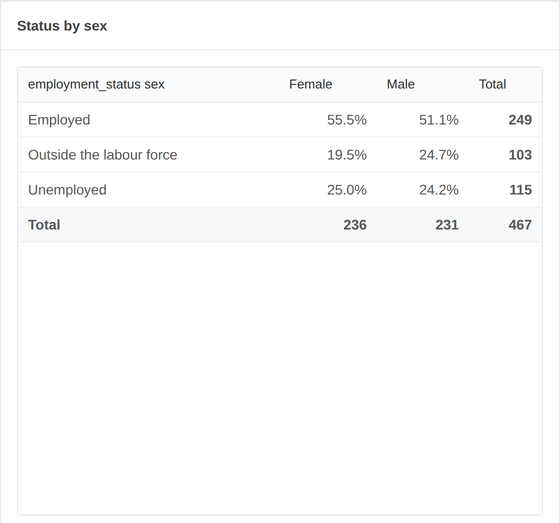 Status by sex
employment_status sex Female Male Total
Employed 55.5% 51.1% 249
Outside the labour force 19.5% 24.7% 103
Unemployed 25.0% 24.2% 115
Total 236 231 467